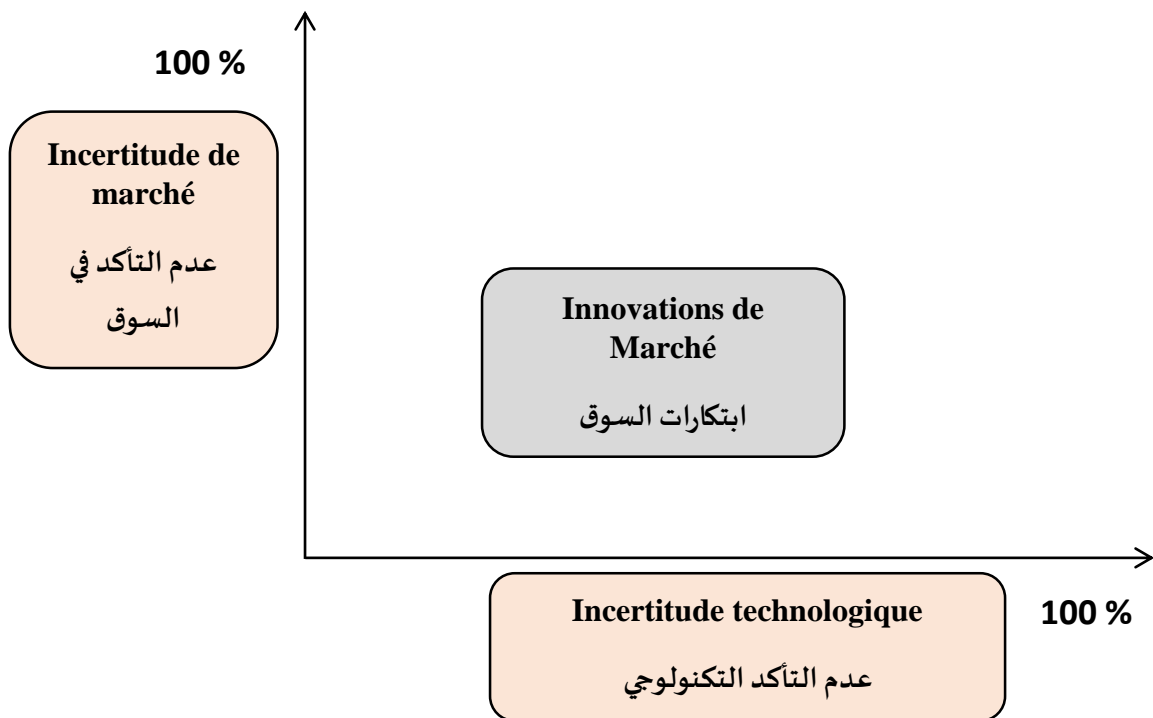 100 %
Incertitude de
marché
عدم التأكد في
السوق
Innovations de
Marché
ابتكارات السوق
Incertitude technologique
عدم التأكد التكنولوجي
100 %